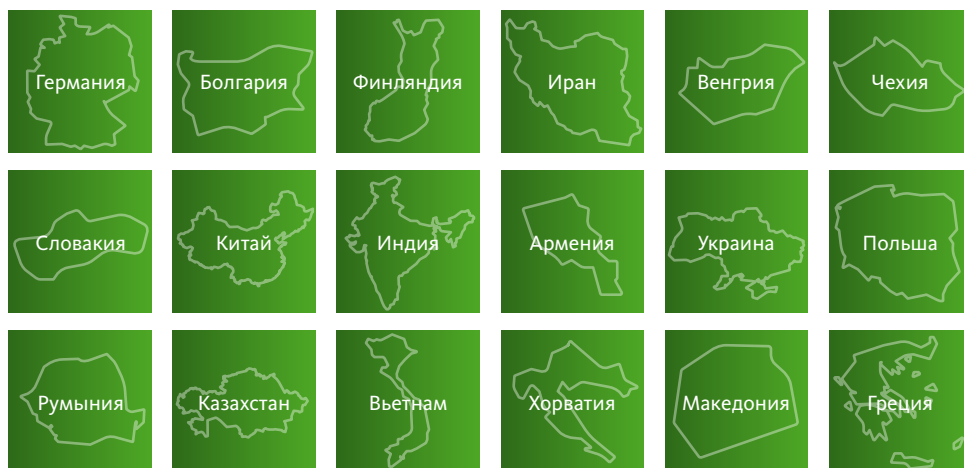 Германия
Болгария
Финляндия
Иран
Венгрия
Чехия
Словакия
Китай
Индия
Армения
Украина
Польша
Румыния
Казахстан
Вьетнам
Хорватия
Македония
Греция